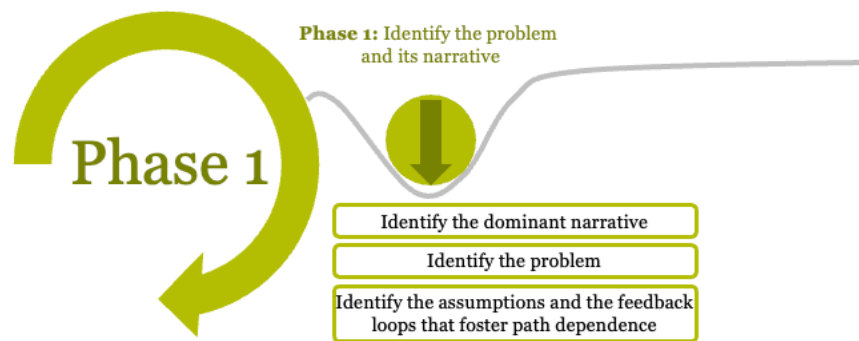 Phase 1: Identify the problem
and its narrative
Phase 1
Identify the dominant narrative
Identify the problem
Identify the assumptions and the feedback
loops that foster path dependence